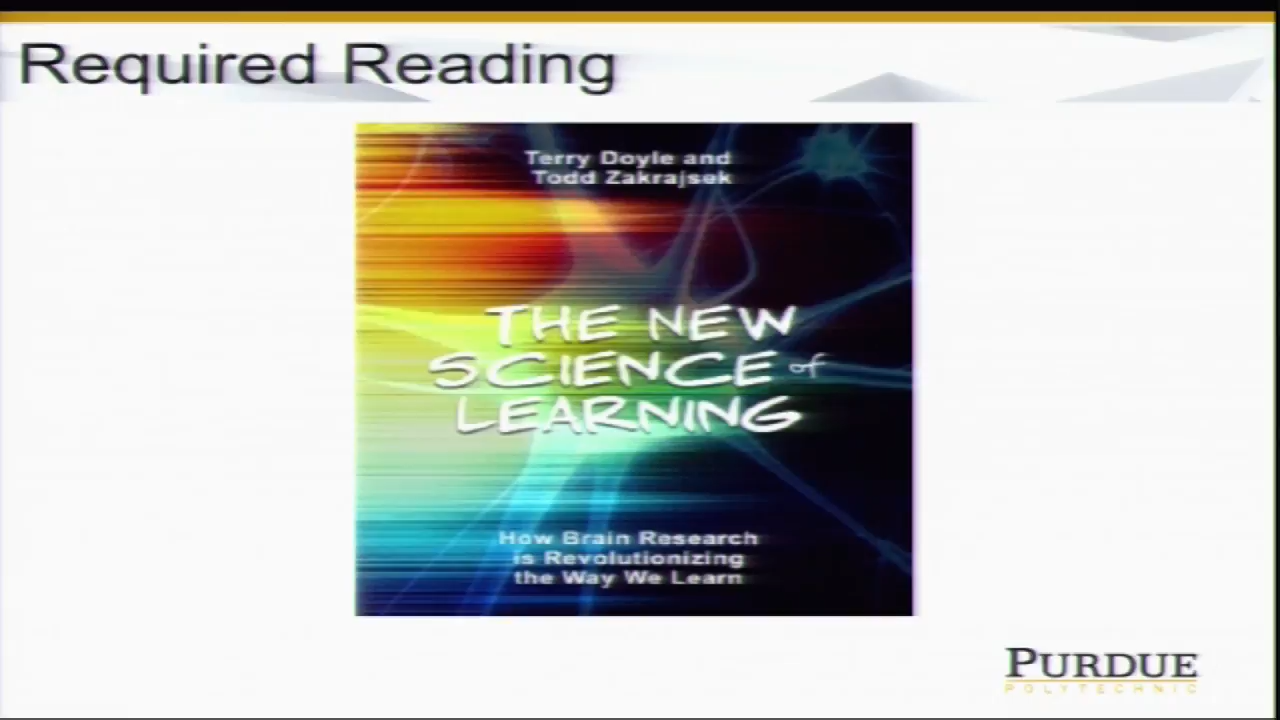 Required Reading
Terry Doyle and
Todd Zakrajsek
THE NEW
SCIENCE of
LEARNING
How Brain Research
is Revolutionizing
the Way We Learn
PURDUE
POLYTECHNIC